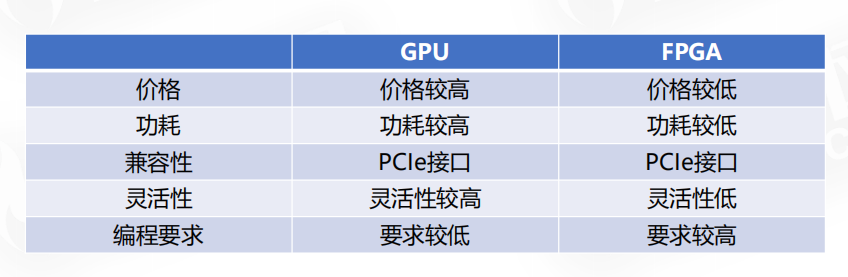 GPU FPGA
价格 价格较高 价格较低
功耗 功耗较高 功耗较低
兼容性 PCIe接口 PCIe接口
灵活性 灵活性较高 灵活性低
编程要求 要求较低 要求较高